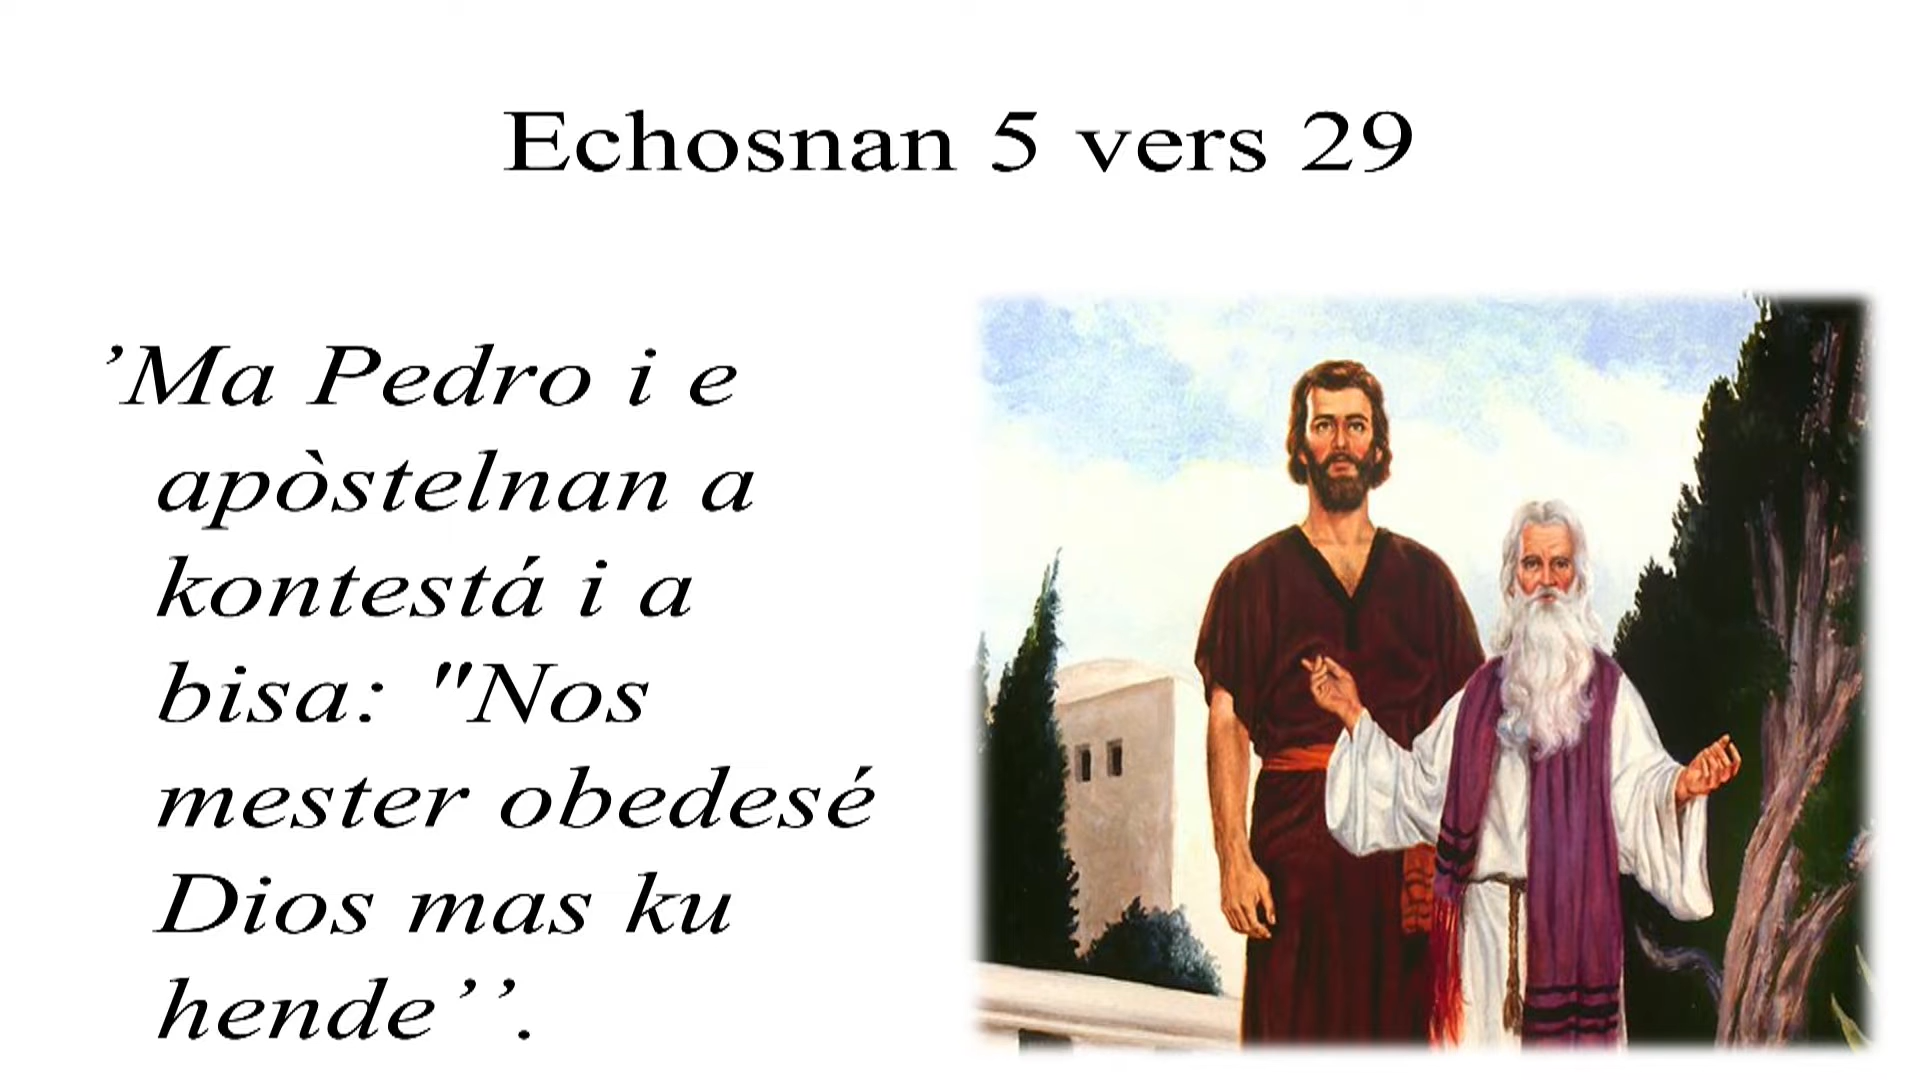 Echosnan 5 vers 29
’Ma Pedro i e
apòstelnan a
kontestá i a
bisa: "Nos
mester obedesé
Dios mas ku
hende’’.